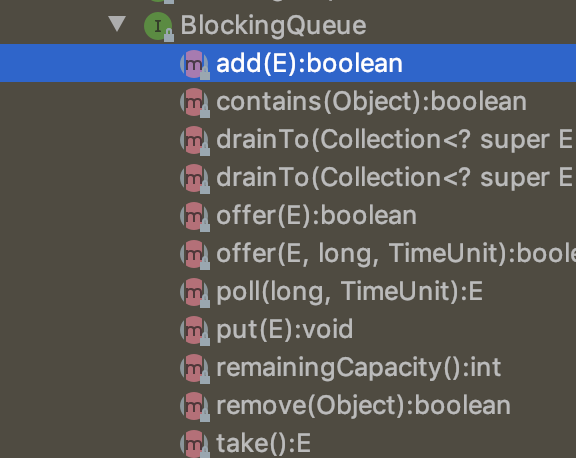 BlockingQueue
add(E):boolean
contains(Object):boolean
drainTo(Collection<? super E
drainTo(Collection<? super E
offer(E):boolean
offer(E, long, TimeUnit):boole
poll(long, TimeUnit):E
put(E):void
remainingCapacity():int
remove(Object):boolean
take():E